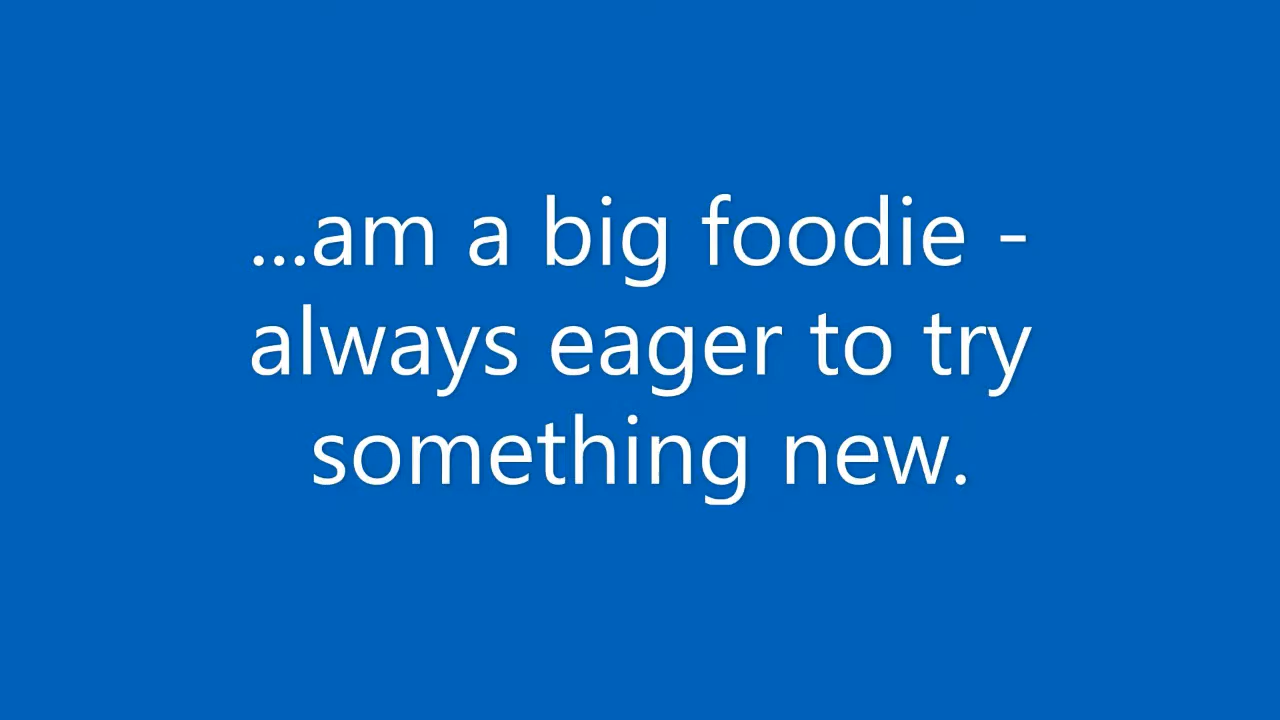 ...am a big foodie -
always eager to try
something new.